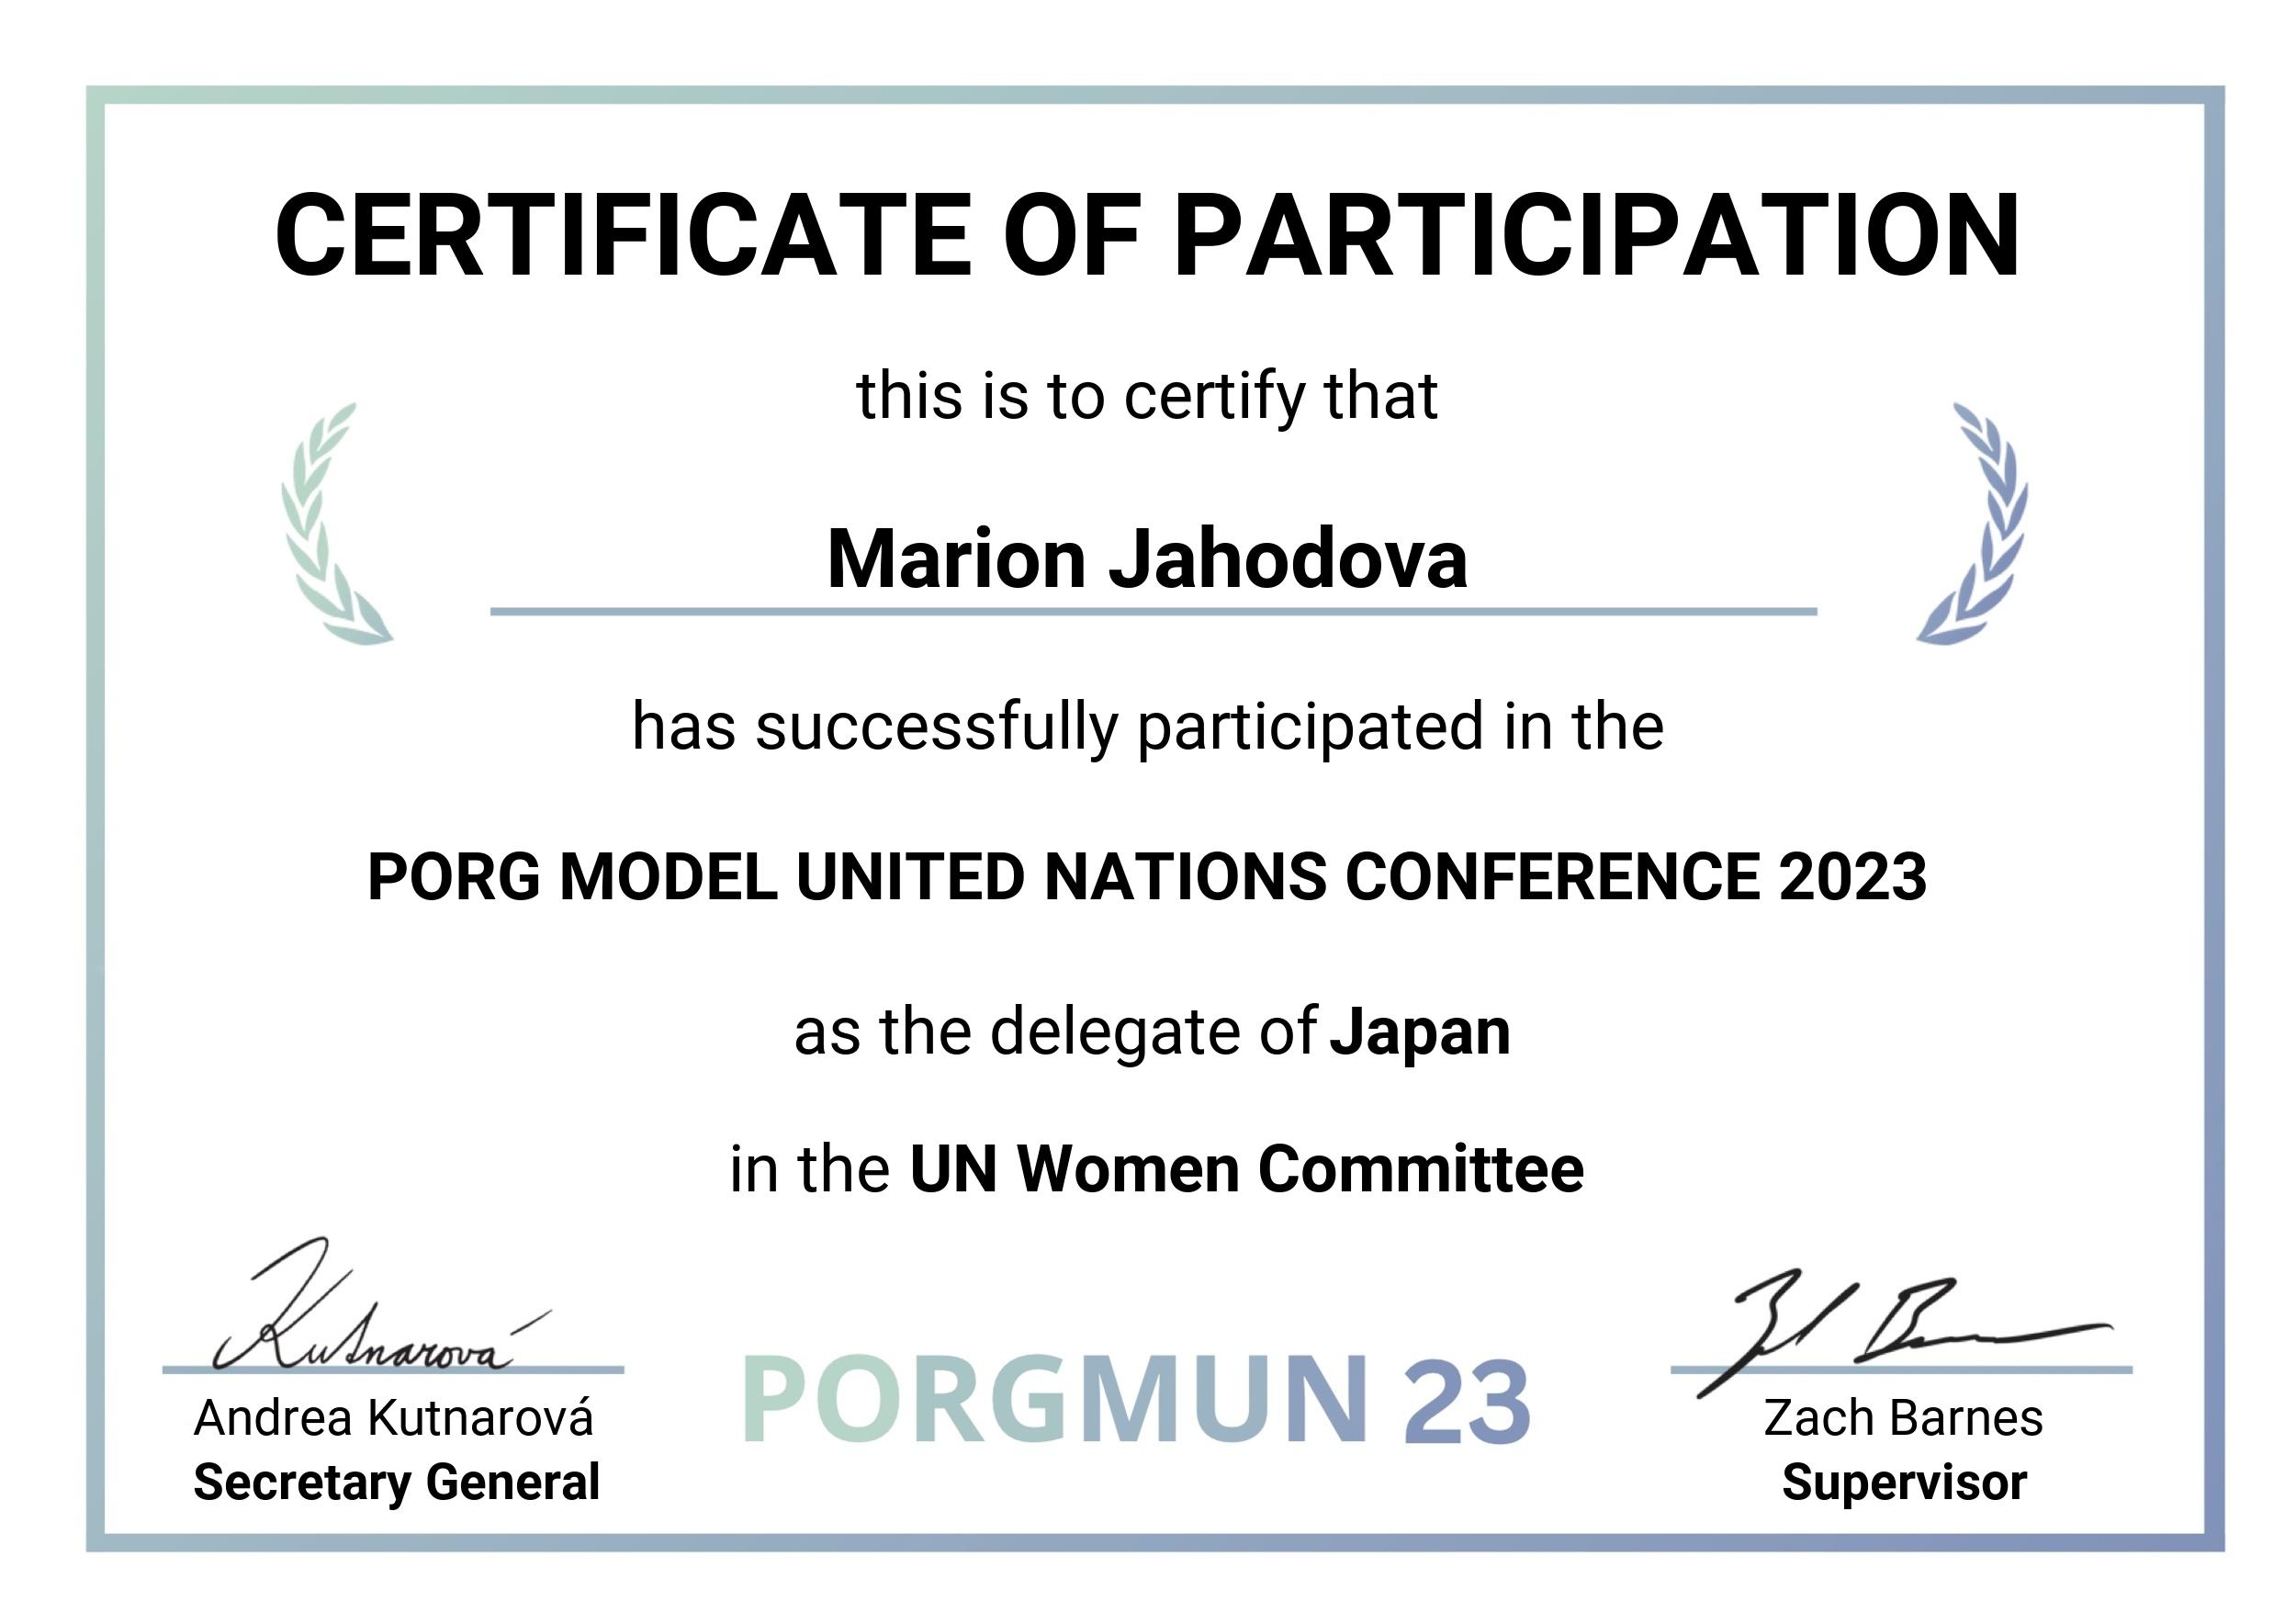 CERTIFICATE OF PARTICIPATION
this is to certify that
Marion Jahodova
has successfully participated in the
PORG MODEL UNITED NATIONS CONFERENCE 2023
as the delegate of Japan
in the UN Women Committee
Kutnarová
Andrea Kutnarová
Secretary General
PORGMUN 23
Zach Barnes
Supervisor